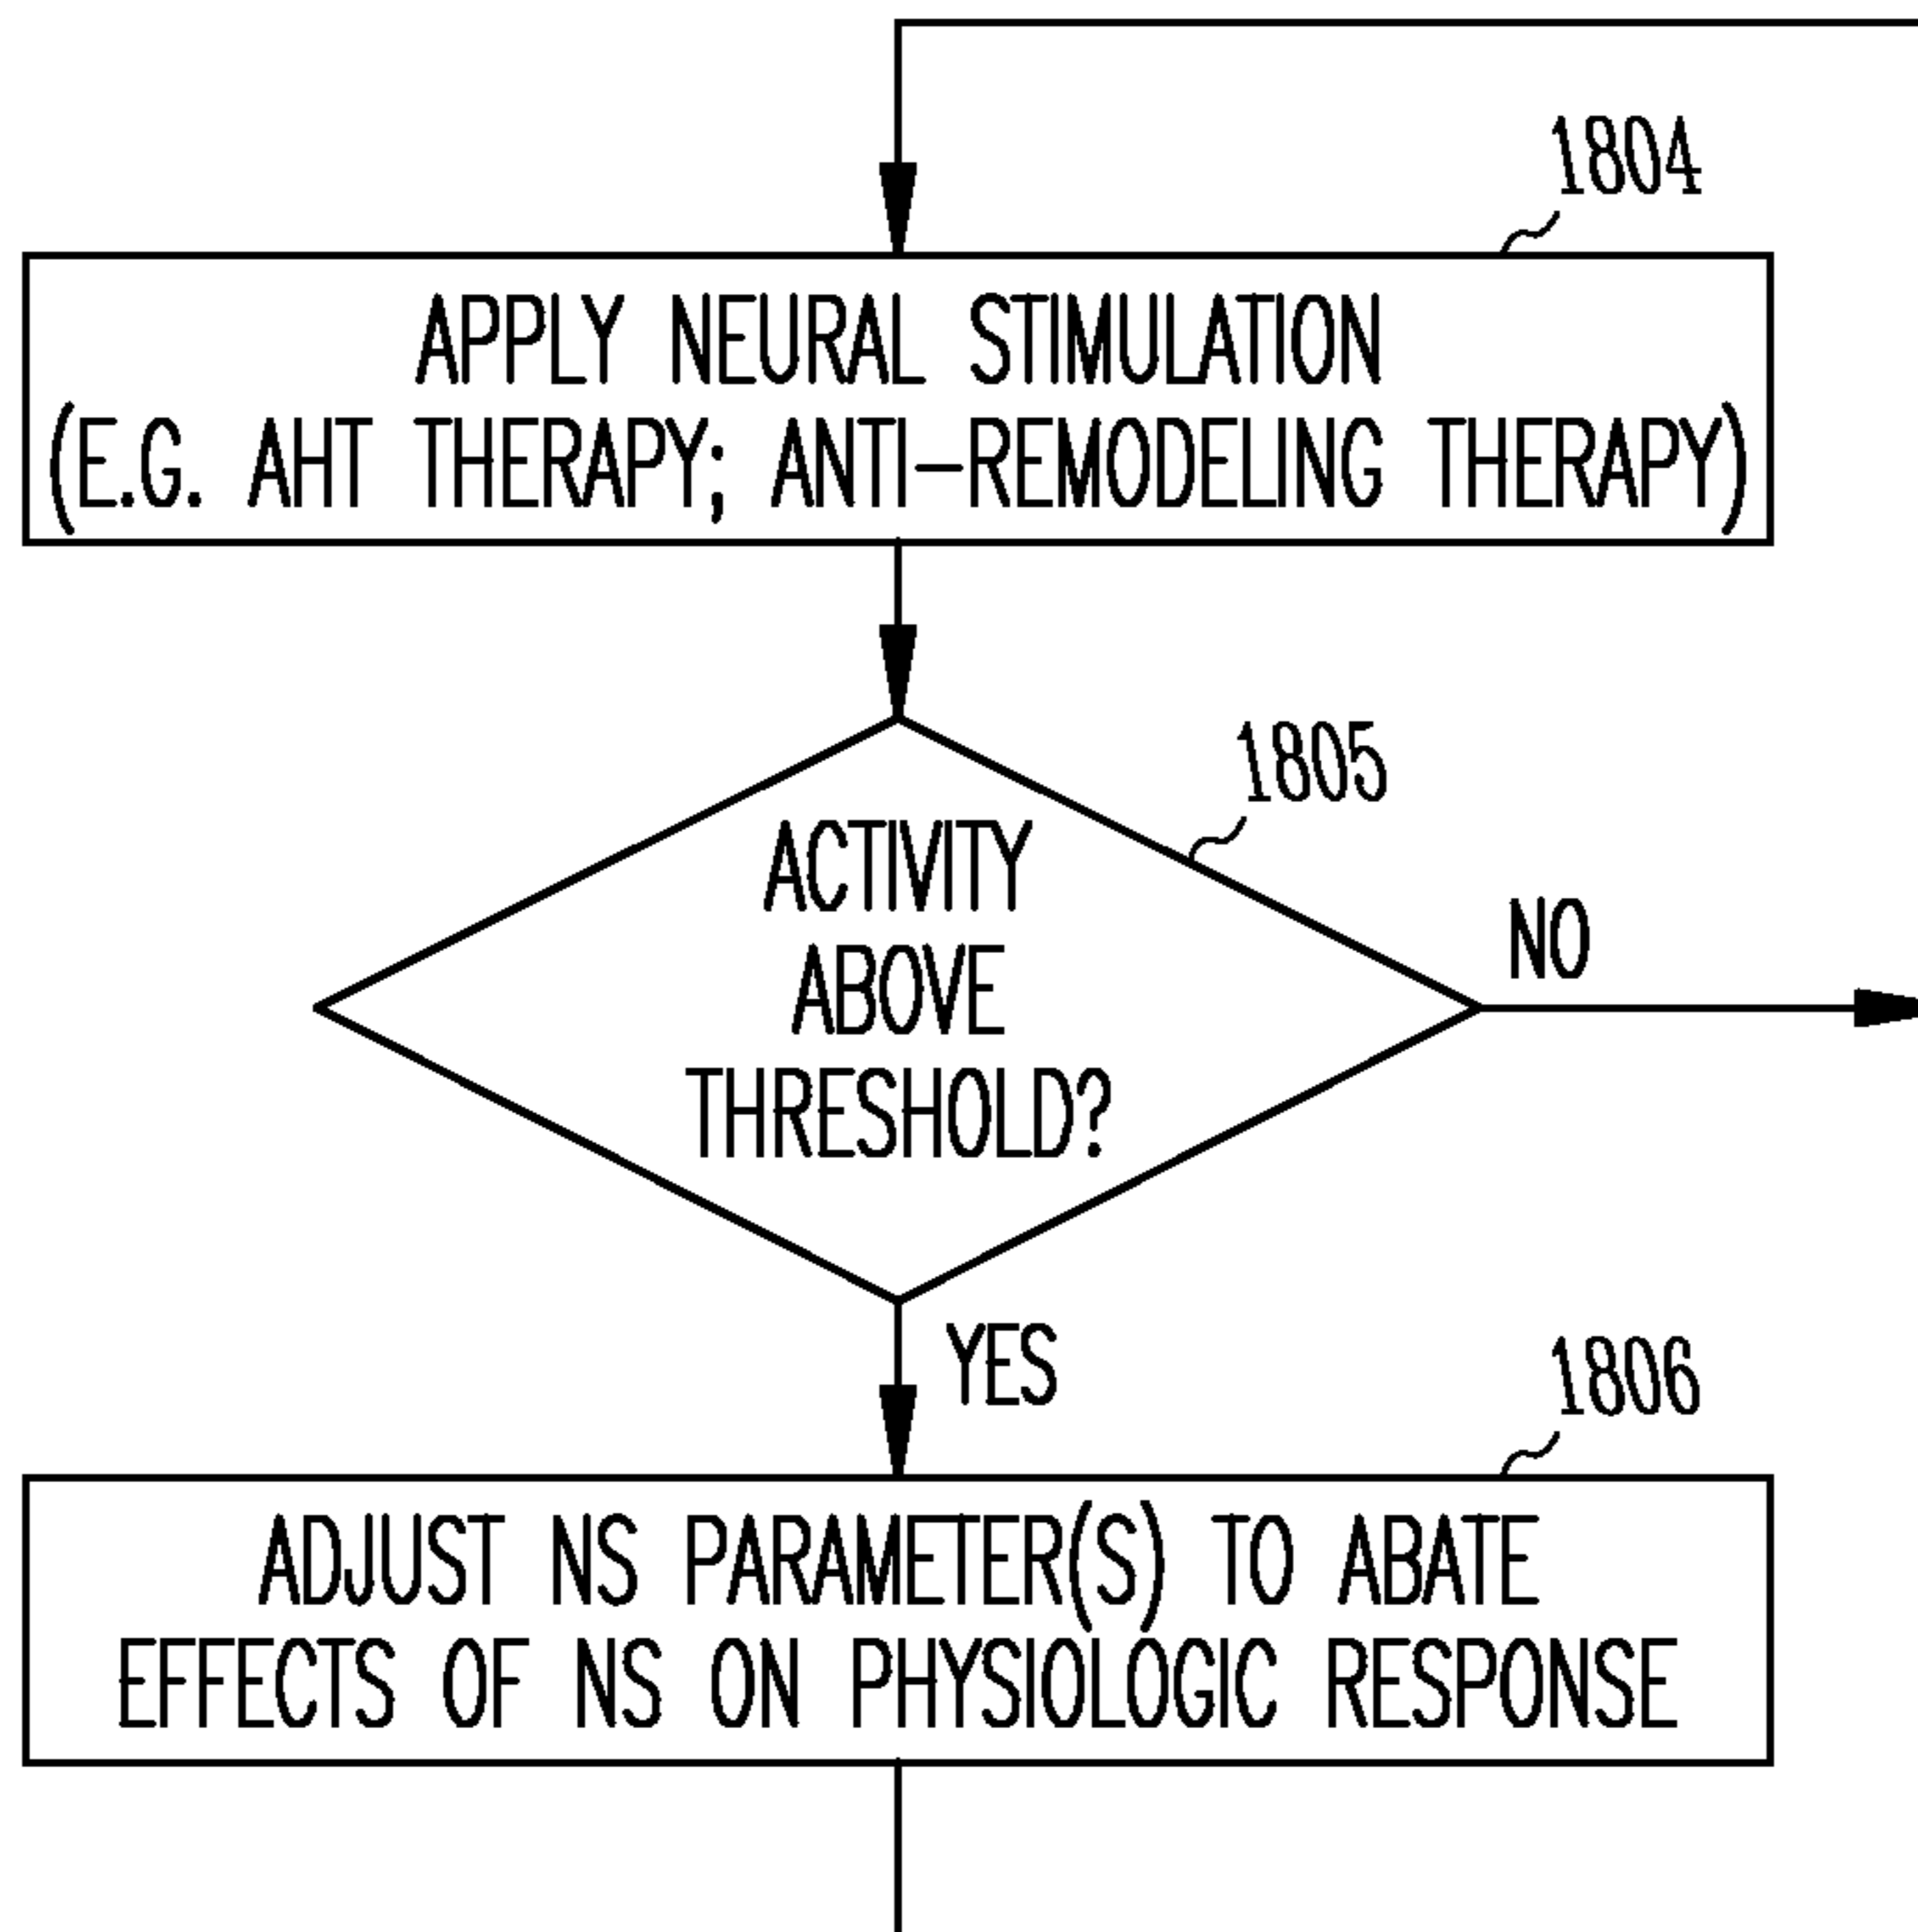 1804
APPLY NEURAL STIMULATION
(E.G. AHT THERAPY; ANTI-REMODELING THERAPY)
1805
ACTIVITY
ABOVE
THRESHOLD?
NO
YES
1806
ADJUST NS PARAMETER(S) TO ABATE
EFFECTS OF NS ON PHYSIOLOGIC RESPONSE